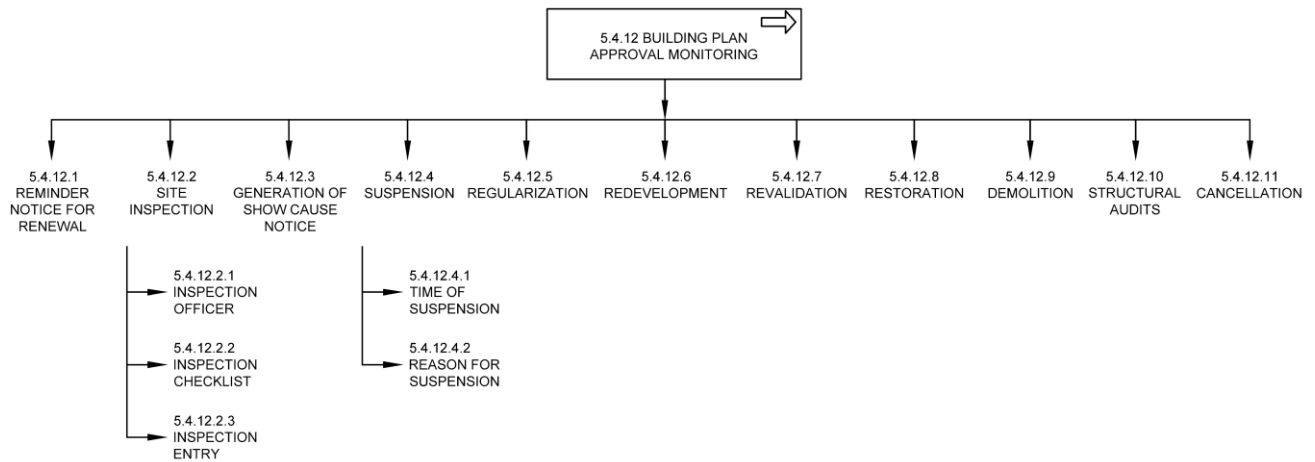 5.4.12 BUILDING PLAN
APPROVAL MONITORING
5.4.12.1
REMINDER
NOTICE FOR
RENEWAL
5.4.12.2
SITE
INSPECTION
5.4.12.3
GENERATION OF
SHOW CAUSE
NOTICE
5.4.12.4
SUSPENSION
5.4.12.5
REGULARIZATION
5.4.12.6
REDEVELOPMENT
5.4.12.7
REVALIDATION
5.4.12.8
RESTORATION
5.4.12.9
DEMOLITION
5.4.12.10
STRUCTURAL
AUDITS
5.4.12.11
CANCELLATION
5.4.12.2.1
INSPECTION
OFFICER
5.4.12.2.2
INSPECTION
CHECKLIST
5.4.12.2.3
INSPECTION
ENTRY
5.4.12.4.1
TIME OF
SUSPENSION
5.4.12.4.2
REASON FOR
SUSPENSION